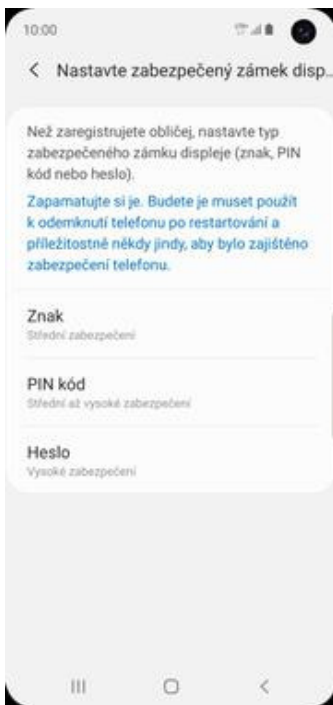 10:00
Nastavte zabezpečený zámek disp..
Než zaregistrujete obličej, nastavte typ
zabezpečeného zámku displeje (znak, PIN
kód nebo heslo).
Zapamatujte si je. Budete je muset použít
k odemknutí telefonu po restartování a
příležitostně někdy jindy, aby bylo zajištěno
zabezpečení telefonu.
Znak
Střední zabezpečení
PIN kód
Střední až vysoké zabezpečení
Heslo
Vysoké zabezpečení